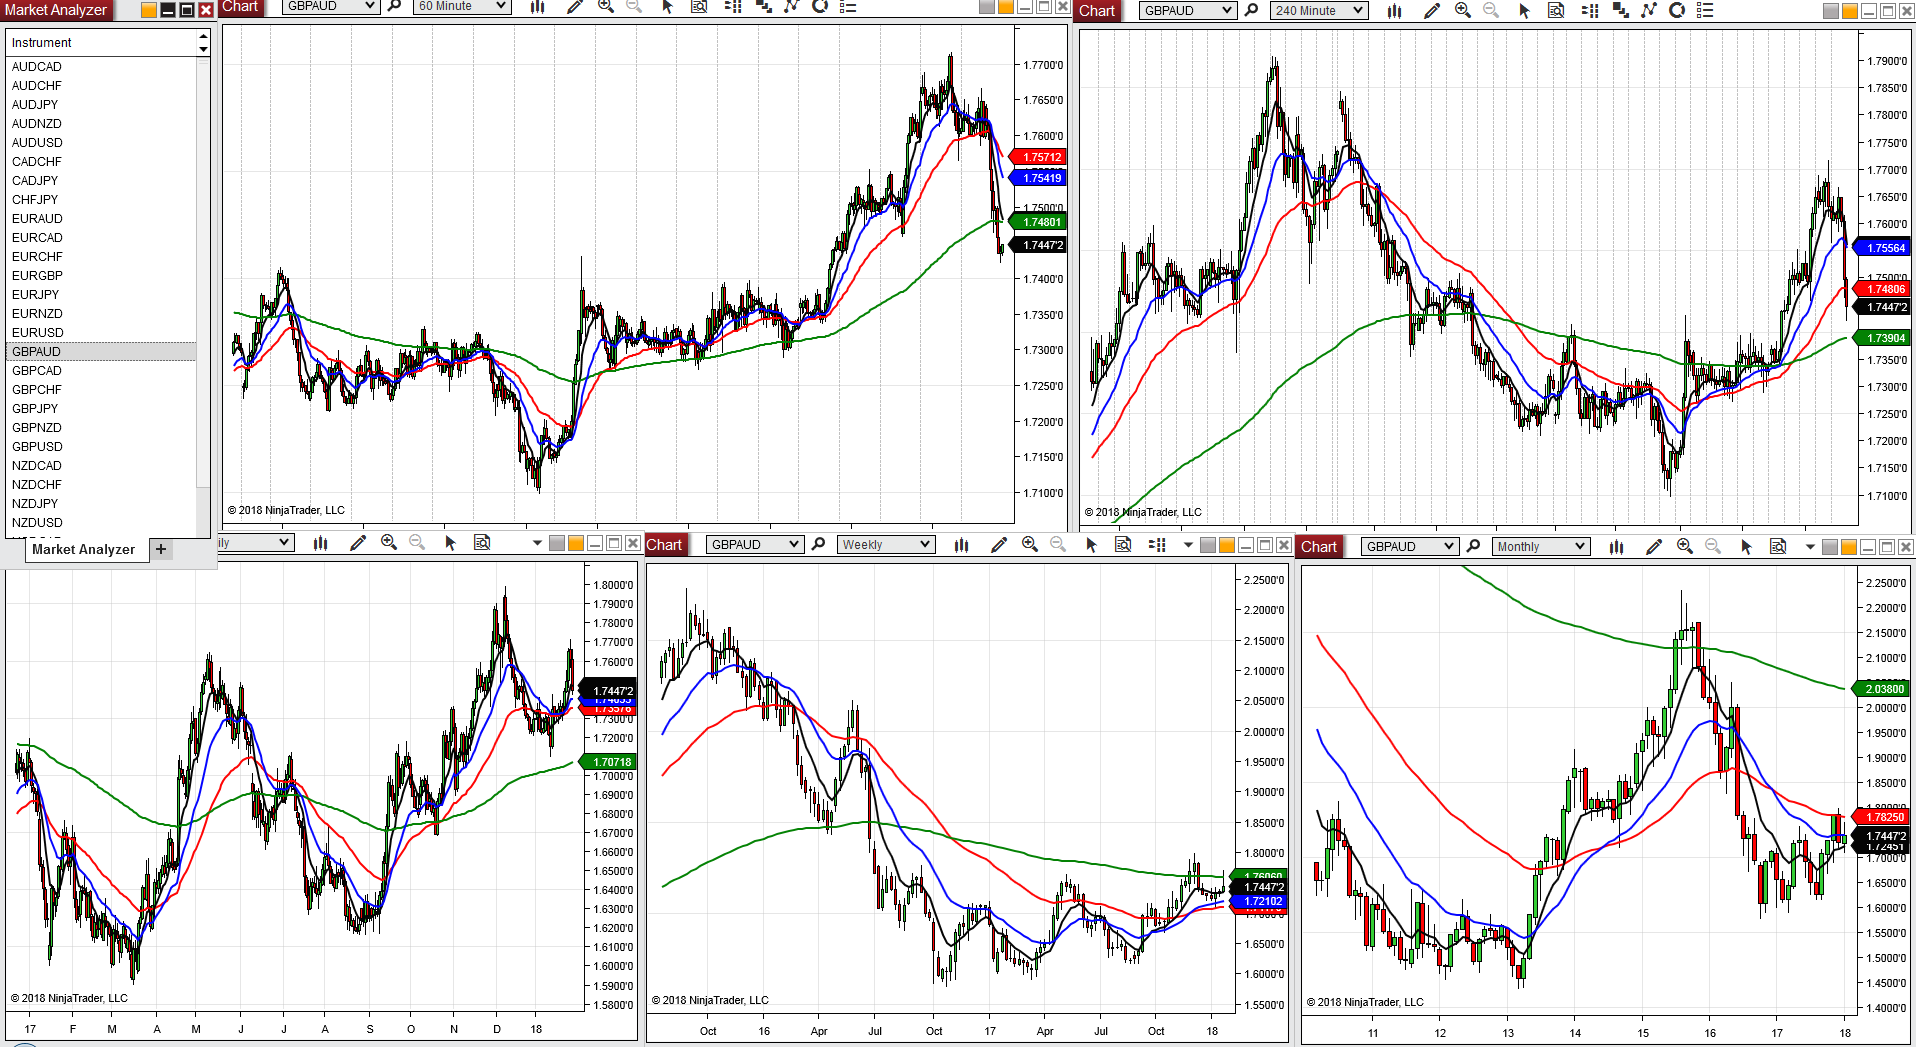 Market Analyzer
Instrument
AUDCAD
AUDCHF
AUDJPY
AUDNZD
AUDUSD
CADCHF
CADJPY
CHFJPY
EURAUD
EURCAD
EURCHF
EURGBP
EURJPY
EURNZD
EURUSD
GBPAUD
GBPCAD
GBPCHF
GBPJPY
GBPNZD
GBPUSD
NZDCAD
NZDCHF
NZDJPY
NZDUSD
Market Analyzer +
Chart GBPAUD 60 Minute
1.7700'0
1.7650'0
1.7600'0
1.75712
1.75419
1.7500'0
1.74801
1.7447'2
1.7400'0
1.7350'0
1.7300'0
1.7250'0
1.7200'0
1.7150'0
1.7100'0
© 2018 NinjaTrader, LLC
Chart GBPAUD 240 Minute
1.7900'0
1.7850'0
1.7800'0
1.7750'0
1.7700'0
1.7650'0
1.7600'0
1.75564
1.7500'0
1.74806
1.7447'2
1.73904
1.7350'0
1.7300'0
1.7250'0
1.7200'0
1.7150'0
1.7100'0
© 2018 NinjaTrader, LLC
ily
1.8000'0
1.7900'0
1.7800'0
1.7700'0
1.7600'0
1.7447'2
1.7300'0
1.7200'0
1.70718
1.7000'0
1.6900'0
1.6800'0
1.6700'0
1.6600'0
1.6500'0
1.6400'0
1.6300'0
1.6200'0
1.6100'0
1.6000'0
1.5900'0
1.5800'0
© 2018 NinjaTrader, LLC
17 F M A M J J A S O N D 18
Chart GBPAUD Weekly
2.2500'0
2.2000'0
2.1500'0
2.1000'0
2.0500'0
2.0000'0
1.9500'0
1.9000'0
1.8500'0
1.8000'0
1.7447'2
1.72102
1.6500'0
1.6000'0
1.5500'0
© 2018 NinjaTrader, LLC
Oct 16 Apr Jul Oct 17 Apr Jul Oct 18
Chart GBPAUD Monthly
2.2500'0
2.2000'0
2.1500'0
2.1000'0
2.03800
2.0000'0
1.9500'0
1.9000'0
1.8500'0
1.78250
1.7447'2
1.72451
1.7000'0
1.6500'0
1.6000'0
1.5500'0
1.5000'0
1.4500'0
1.4000'0
© 2018 NinjaTrader, LLC
11 12 13 14 15 16 17 18